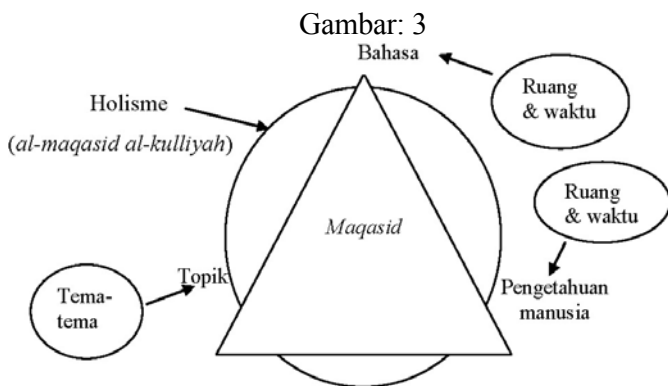 Gambar: 3
Bahasa
Ruang
& waktu
Holisme
(al-maqasid al-kulliyah)
Ruang
& waktu
Maqasid
Topik
Tema-
tema
Pengetahuan
manusia